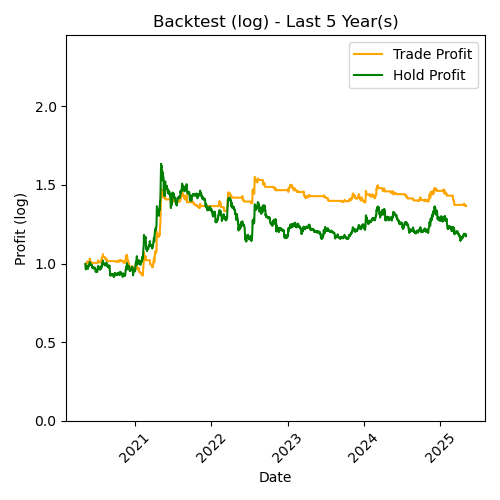 Backtest (log) - Last 5 Year(s)
Trade Profit
Hold Profit
Profit (log)
2.0
1.5
1.0
0.5
0.0
2021
2022
2023
2024
2025
Date